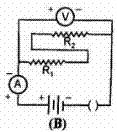 + V -
R2
R1
-
A
+
+ - ( )
(B)